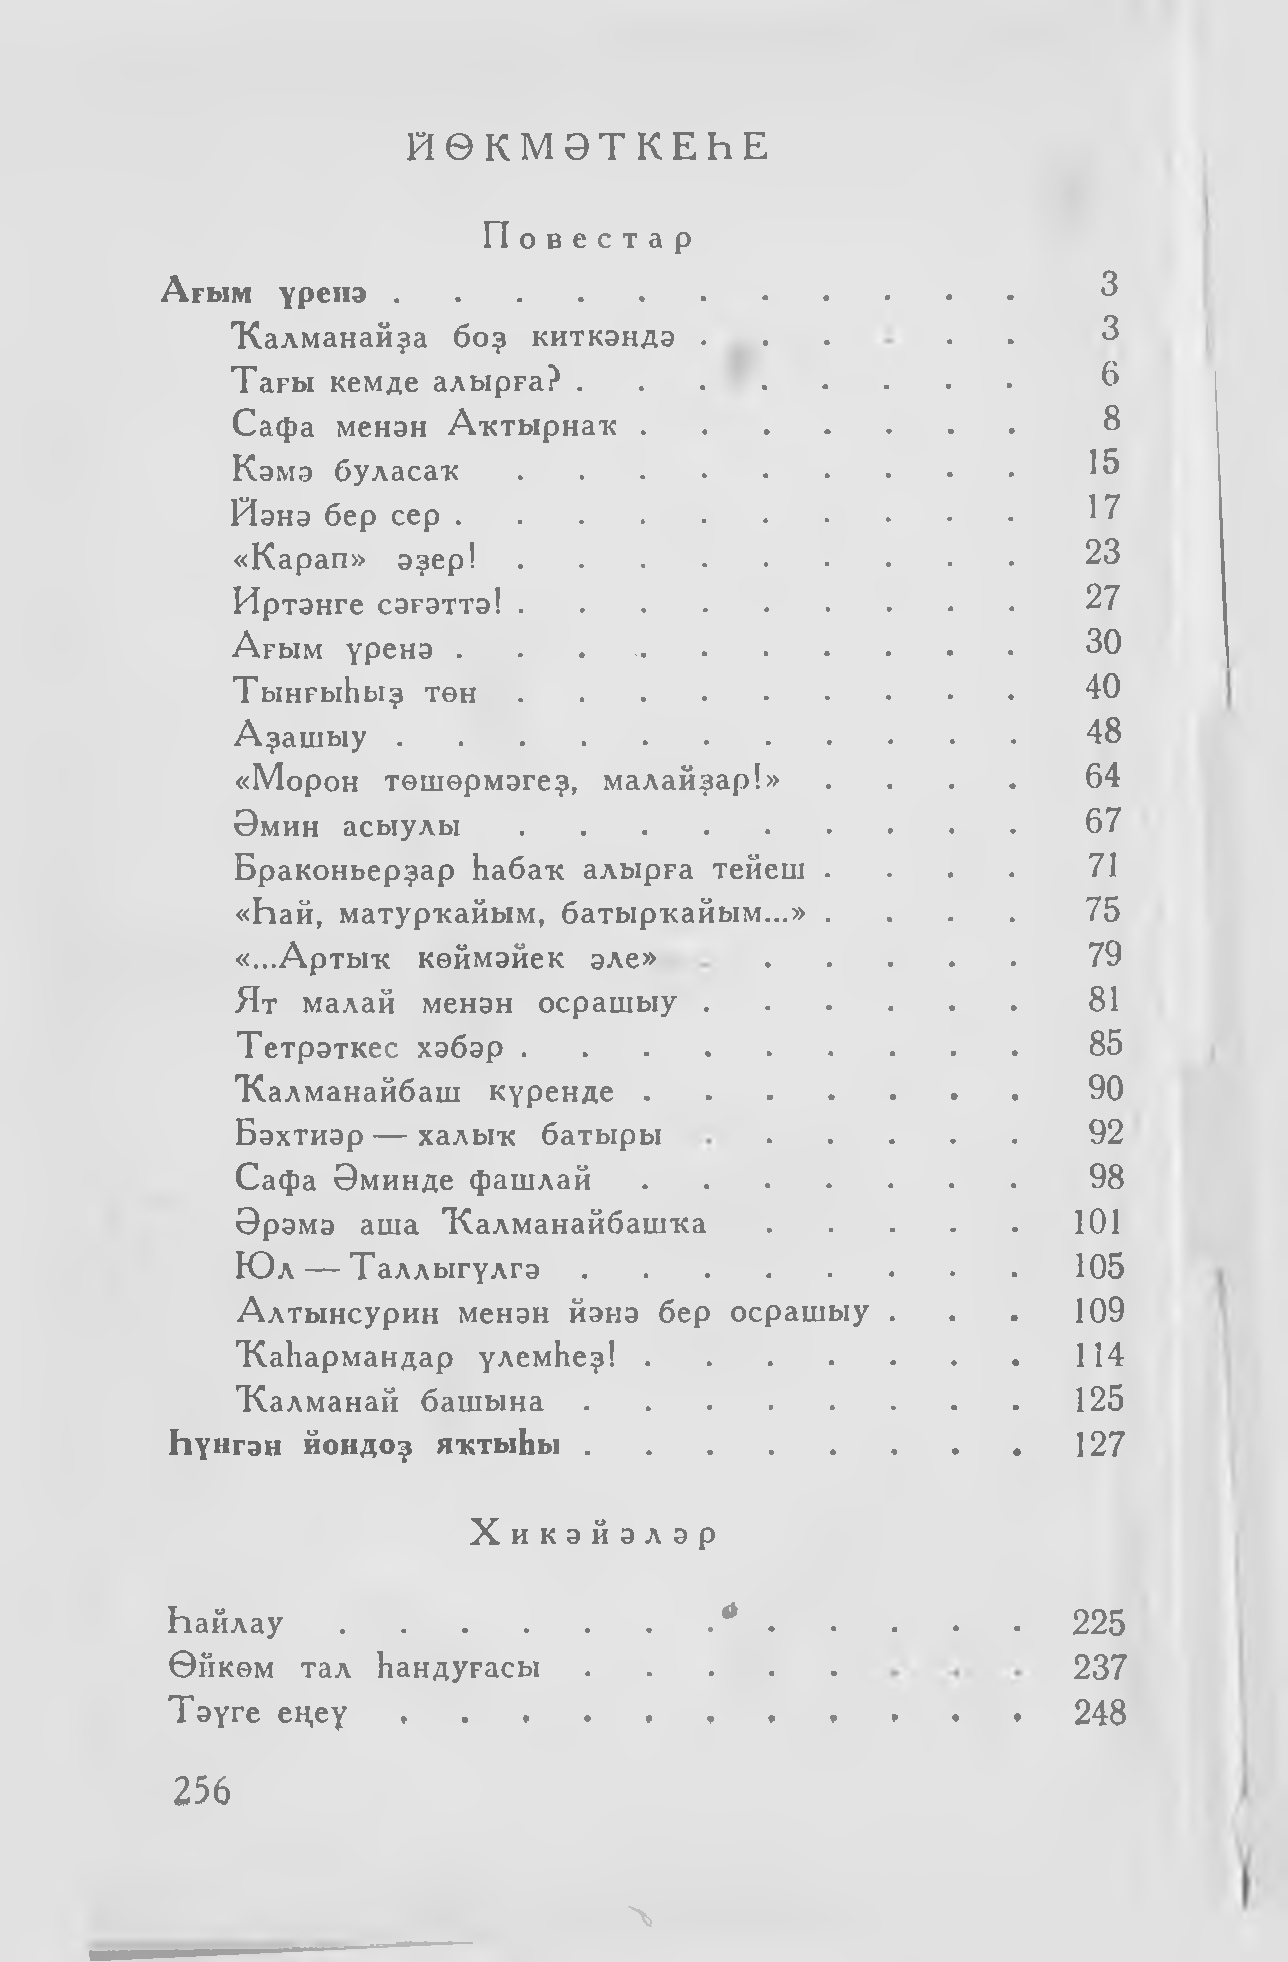 ЙӨКМӘТКЕҺЕ
Повестар
Ағым үренә . . . . . . . . . . . 3
Ҡалманайҙа боҙ киткәндә . . . . . . 3
Тағы кемде алырға? . . . . . . . . 6
Сафа менән Аҡтырнаҡ . . . . . . . 8
Кәмә буласаҡ . . . . . . . . . 15
Йәнә бер сер . . . . . . . . . . 17
«Карап» әҙер! . . . . . . . . . 23
Иртәнге сәғәттә! . . . . . . . . . 27
Ағым үренә . . . . . . . . . . 30
Тынғыһыҙ төн . . . . . . . . . 40
Аҙашыу . . . . . . . . . . . 48
«Морон төшөрмәгеҙ, малайҙар!» . . . . 64
Әмин асыулы . . . . . . . . . 67
Браконьерҙар һабаҡ алырға тейеш . . . . 71
«Һай, матурҡайым, батырҡайым...» . . . . 75
«...Артыҡ көймәйек әле» . . . . . . 79
Ят малай менән осрашыу . . . . . . 81
Тетрәткес хәбәр . . . . . . . . . 85
Ҡалманайбаш күренде . . . . . . . 90
Бәхтиәр — халыҡ батыры . . . . . . 92
Сафа Әминде фашлай . . . . . . . 98
Әрәмә аша Ҡалманайбашҡа . . . . . 101
Юл — Таллыгүлгә . . . . . . . . 105
Алтынсурин менән йәнә бер осрашыу . . . 109
Ҡаһармандар үлемһеҙ! . . . . . . . 114
Ҡалманай башына . . . . . . . . 125
Һүнгән йондоҙ яҡтыһы . . . . . . . . 127
Хикәйәләр
Һайлау . . . . . . . . . . . . 225
Өйкөм тал һандуғасы . . . . . . . . 237
Тәүге еңеү . . . . . . . . . . . 248
256